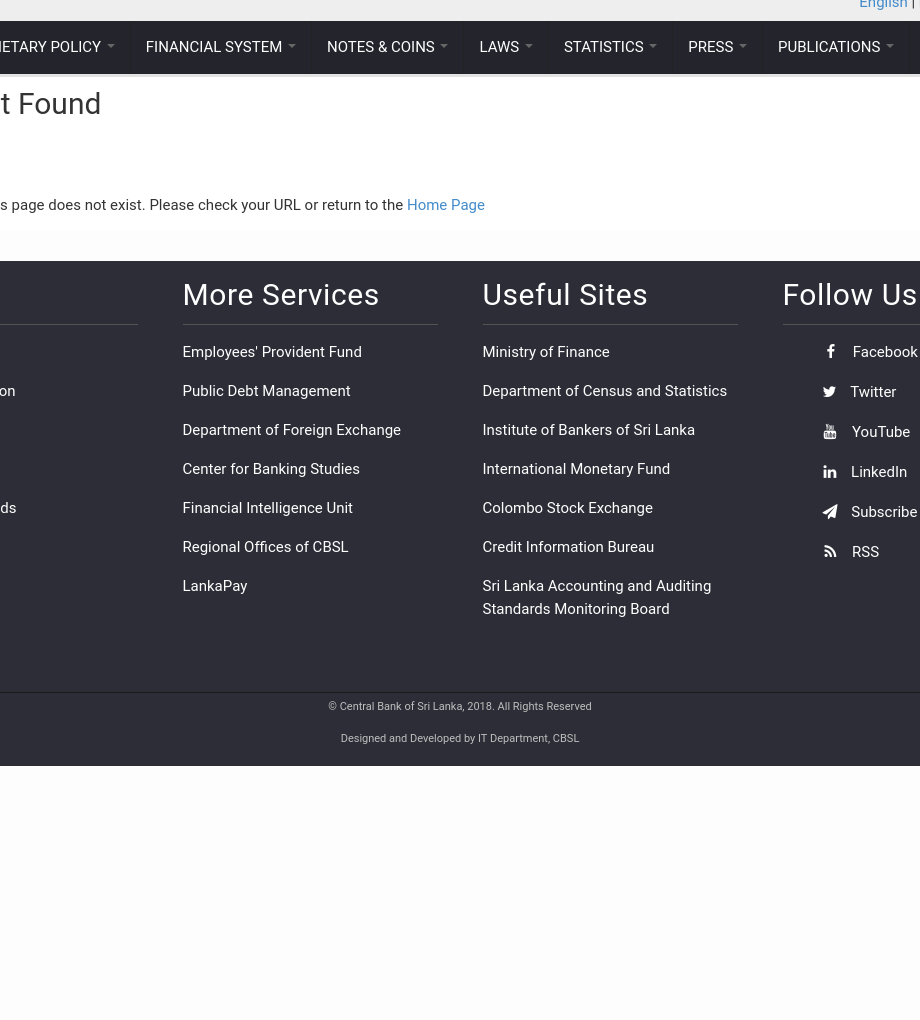 English |
ETARY POLICY
FINANCIAL SYSTEM
NOTES & COINS
LAWS
STATISTICS
PRESS
PUBLICATIONS
t Found
s page does not exist. Please check your URL or return to the Home Page
on
ds
More Services
Employees' Provident Fund
Public Debt Management
Department of Foreign Exchange
Center for Banking Studies
Financial Intelligence Unit
Regional Offices of CBSL
LankaPay
Useful Sites
Ministry of Finance
Department of Census and Statistics
Institute of Bankers of Sri Lanka
International Monetary Fund
Colombo Stock Exchange
Credit Information Bureau
Sri Lanka Accounting and Auditing
Standards Monitoring Board
Follow Us
Facebook
Twitter
YouTube
LinkedIn
Subscribe
RSS
© Central Bank of Sri Lanka, 2018. All Rights Reserved
Designed and Developed by IT Department, CBSL